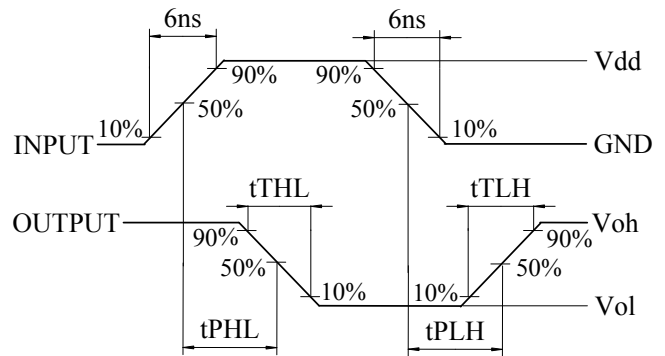 6ns 6ns
90% 90% Vdd
50% 50%
10% 10%
INPUT GND
tTHL tTLH
OUTPUT Voh
90% 90%
50% 50%
10% 10%
Vol
tPHL tPLH